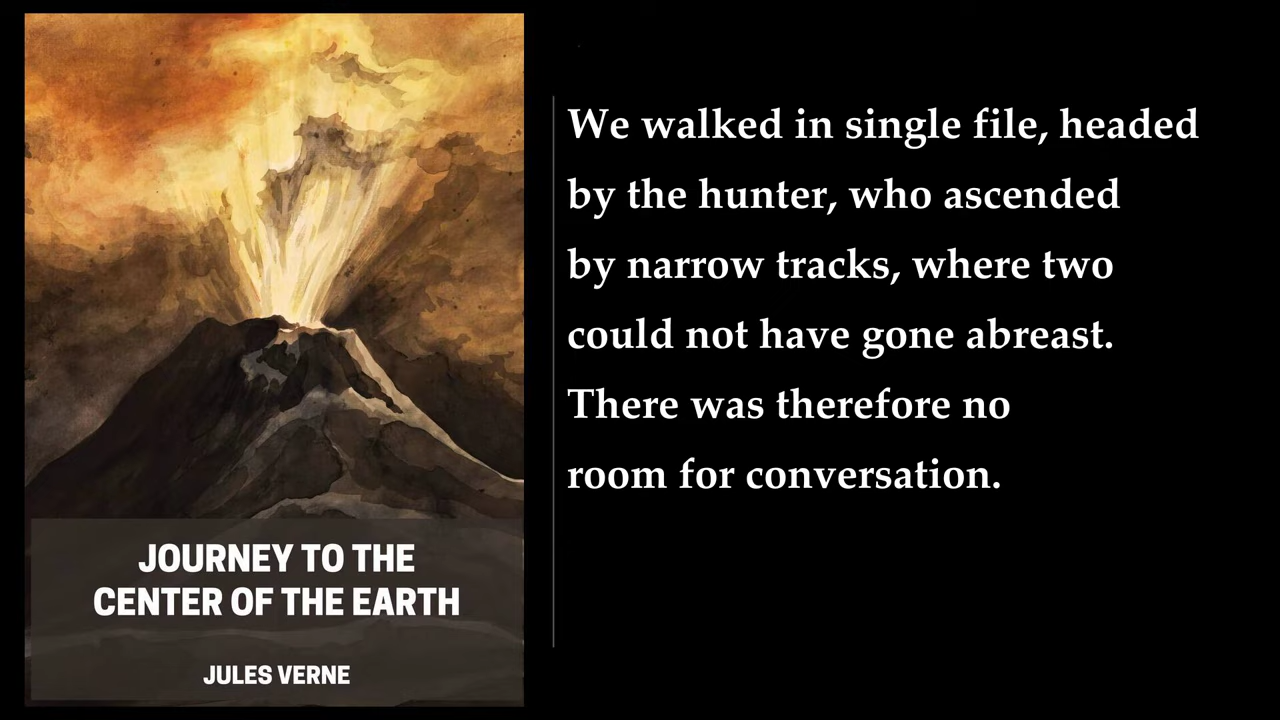 JOURNEY TO THE
CENTER OF THE EARTH
JULES VERNE
We walked in single file, headed
by the hunter, who ascended
by narrow tracks, where two
could not have gone abreast.
There was therefore no
room for conversation.